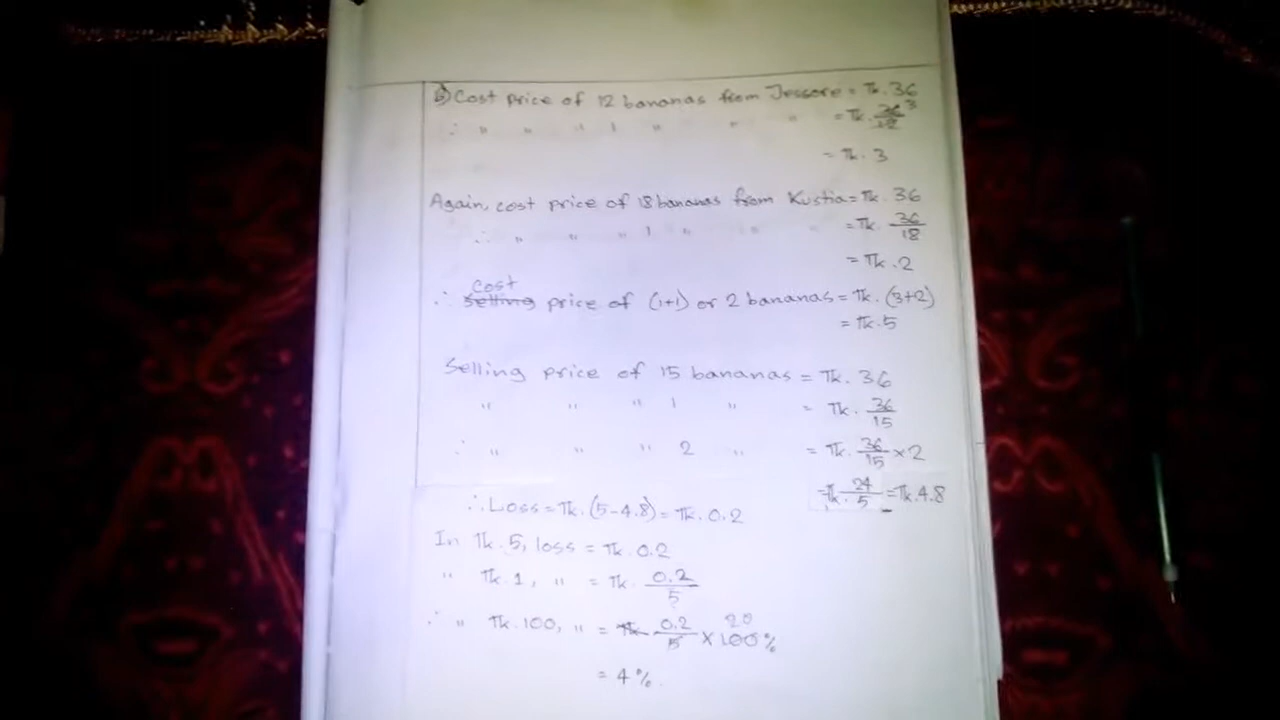 b) Cost price of 12 bananas from Jessore = Tk. 36
∴ " " " 1 " " " = Tk. 36/12 3
= Tk. 3
Again, cost price of 18 bananas from Kustia = Tk. 36
∴ " " " 1 " " " = Tk. 36/18
= Tk. 2
cost
∴ selling price of (1+1) or 2 bananas = Tk. (3+2)
= Tk. 5
Selling price of 15 bananas = Tk. 36
" " " 1 " = Tk. 36/15
∴ " " " 2 " = Tk. 36/15 × 2
= Tk. 24/5 = Tk. 4.8
∴ Loss = Tk. (5-4.8) = Tk. 0.2
In Tk. 5, loss = Tk. 0.2
" Tk. 1, " = Tk. 0.2/5
∴ " Tk. 100, " = Tk 0.2/5 × 100 20 %
= 4%.